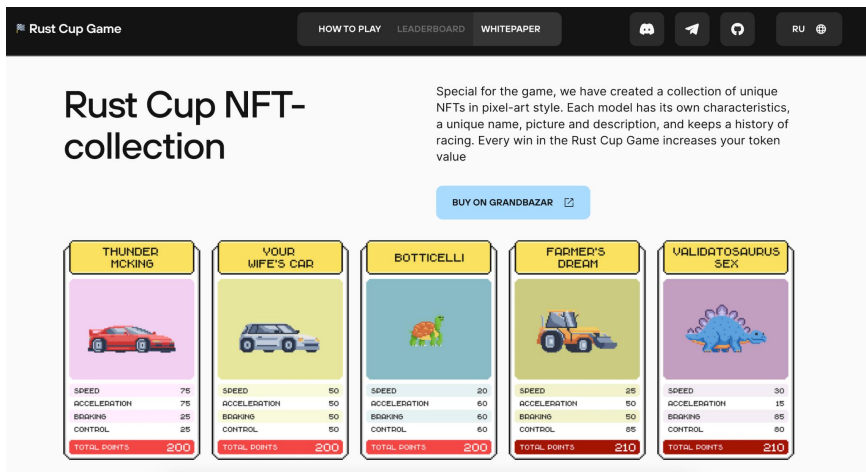 Rust Cup Game
HOW TO PLAY LEADERBOARD WHITEPAPER
RU
Rust Cup NFT-
collection
Special for the game, we have created a collection of unique
NFTs in pixel-art style. Each model has its own characteristics,
a unique name, picture and description, and keeps a history of
racing. Every win in the Rust Cup Game increases your token
value
BUY ON GRANDBAZAR
THUNDER
MCKING
SPEED 75
ACCELERATION 75
BRAKING 25
CONTROL 25
TOTAL POINTS 200
YOUR
WIFE'S CAR
SPEED 50
ACCELERATION 50
BRAKING 50
CONTROL 50
TOTAL POINTS 200
BOTTICELLI
SPEED 20
ACCELERATION 60
BRAKING 60
CONTROL 60
TOTAL POINTS 200
FARMER'S
DREAM
SPEED 25
ACCELERATION 50
BRAKING 50
CONTROL 85
TOTAL POINTS 210
VALIDATOSAURUS
SEX
SPEED 30
ACCELERATION 15
BRAKING 85
CONTROL 80
TOTAL POINTS 210